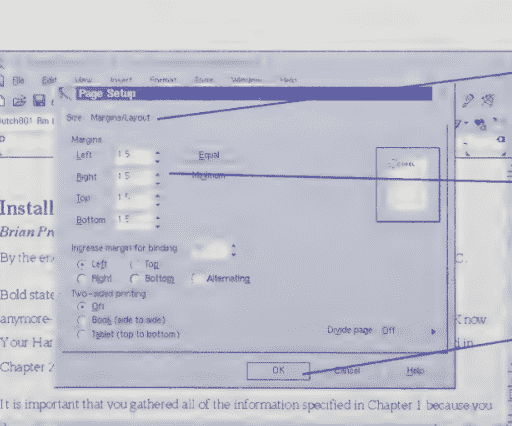 File Edit View Insert Format Tools Window Help
Page Setup
Size Margins/Layout
Margins
Left 1.5 Equal
Right 1.5 Minimum
Top 1.5
Bottom 1.5
Increase margin for binding
Left Top
Right Bottom Alternating
Two-sided printing
Off
Book (side to side)
Tablet (top to bottom)
Divide page Off
OK Cancel Help
Install
Brian
By the
Bold state
anymore- Know
Your Har d in
Chapter
It is important that you gathered all of the information specified in Chapter 1 because you